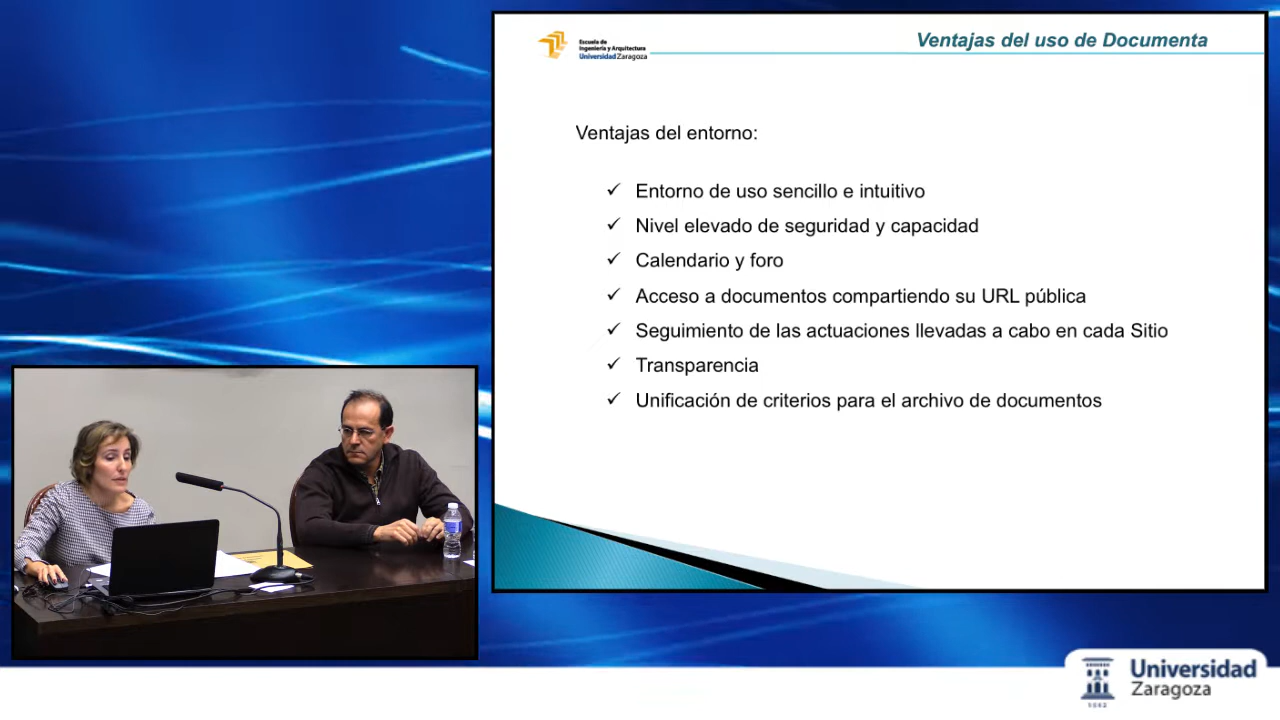 Escuela de
Ingeniería y Arquitectura
Universidad Zaragoza
Ventajas del uso de Documenta
Ventajas del entorno:
✓ Entorno de uso sencillo e intuitivo
✓ Nivel elevado de seguridad y capacidad
✓ Calendario y foro
✓ Acceso a documentos compartiendo su URL pública
✓ Seguimiento de las actuaciones llevadas a cabo en cada Sitio
✓ Transparencia
✓ Unificación de criterios para el archivo de documentos
Universidad
Zaragoza
1542